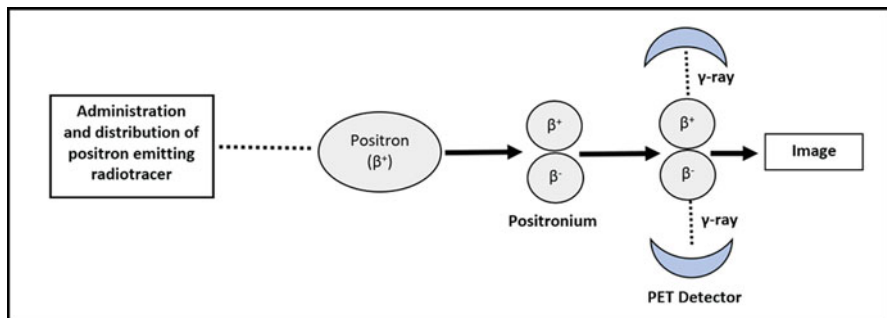 Administration
and distribution of
positron emitting
radiotracer
Positron
(β⁺)
β⁺
β⁻
Positronium
γ-ray
β⁺
β⁻
γ-ray
PET Detector
Image